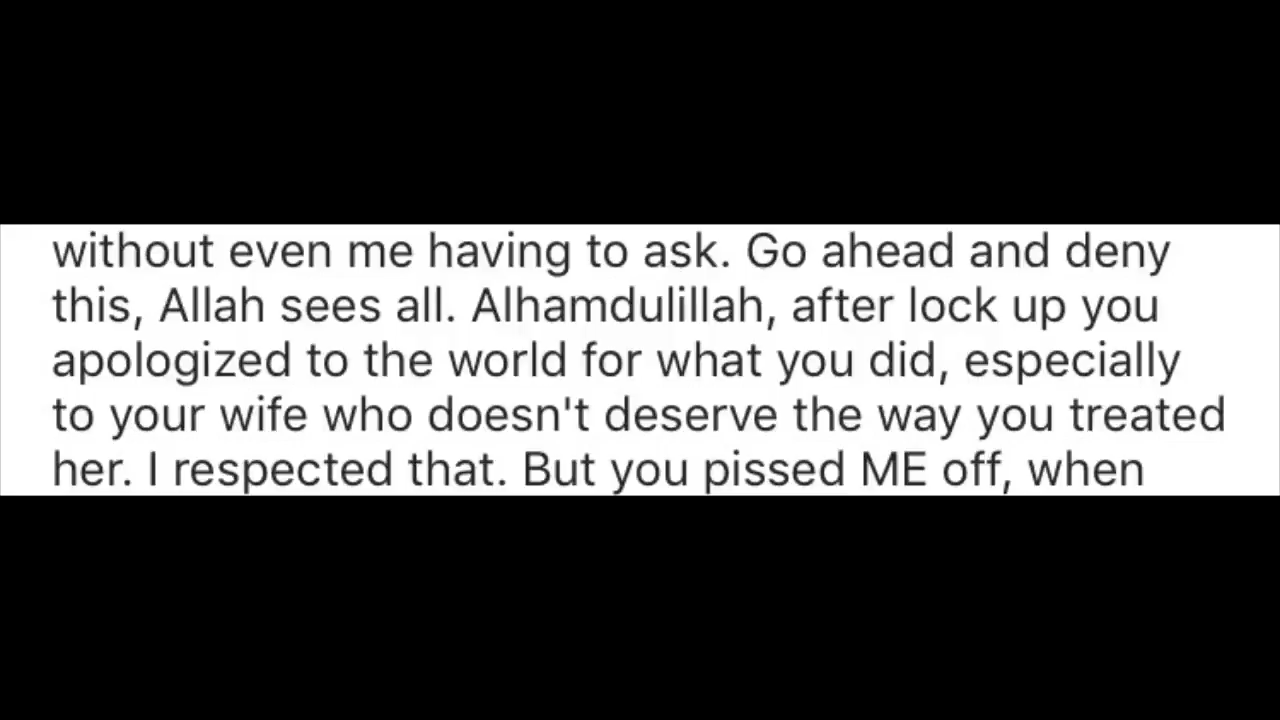 without even me having to ask. Go ahead and deny
this, Allah sees all. Alhamdulillah, after lock up you
apologized to the world for what you did, especially
to your wife who doesn't deserve the way you treated
her. I respected that. But you pissed ME off, when